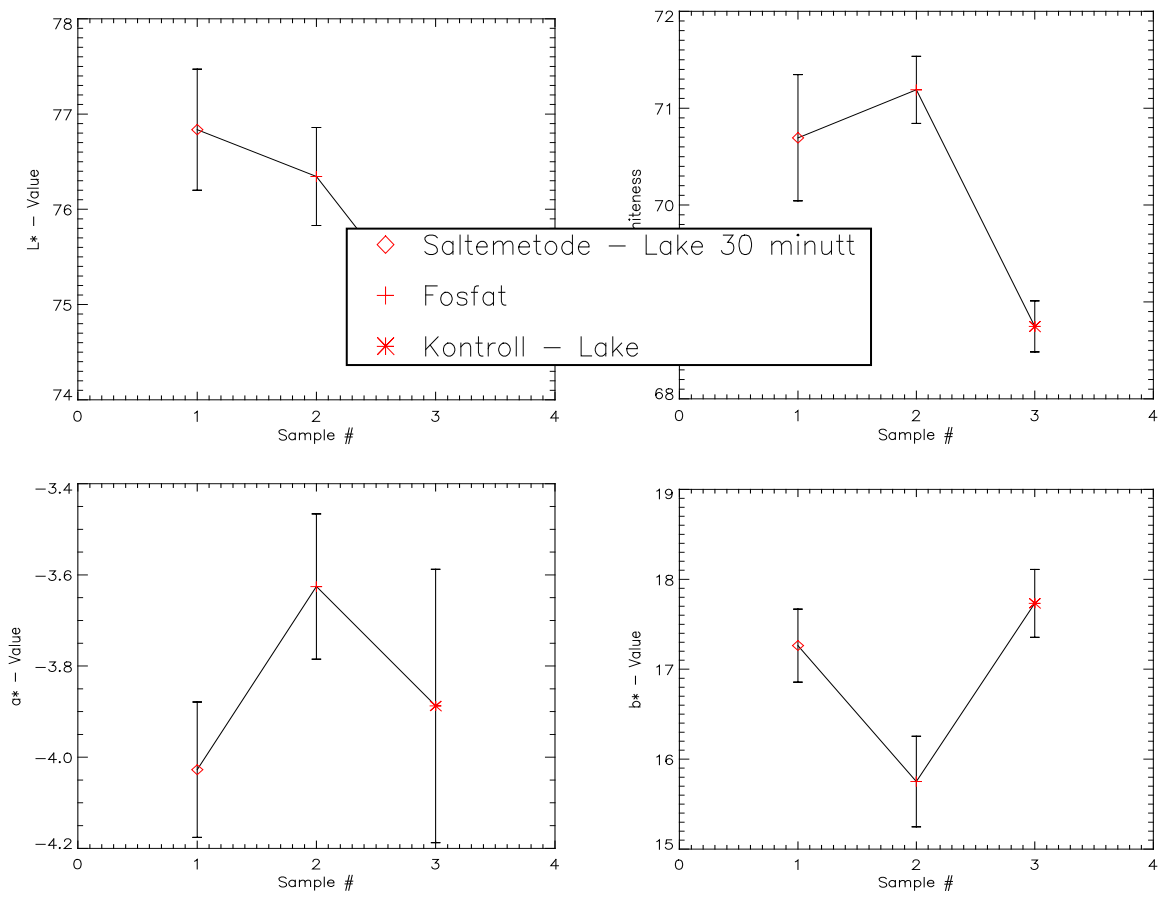 78
77
76
75
74
L* – Value
0 1 2 3 4
Sample #
72
71
70
68
niteness
0 1 2 3 4
Sample #
Saltemetode – Lake 30 minutt
Fosfat
Kontroll – Lake
−3.4
−3.6
−3.8
−4.0
−4.2
a* – Value
0 1 2 3 4
Sample #
19
18
17
16
15
b* – Value
0 1 2 3 4
Sample #